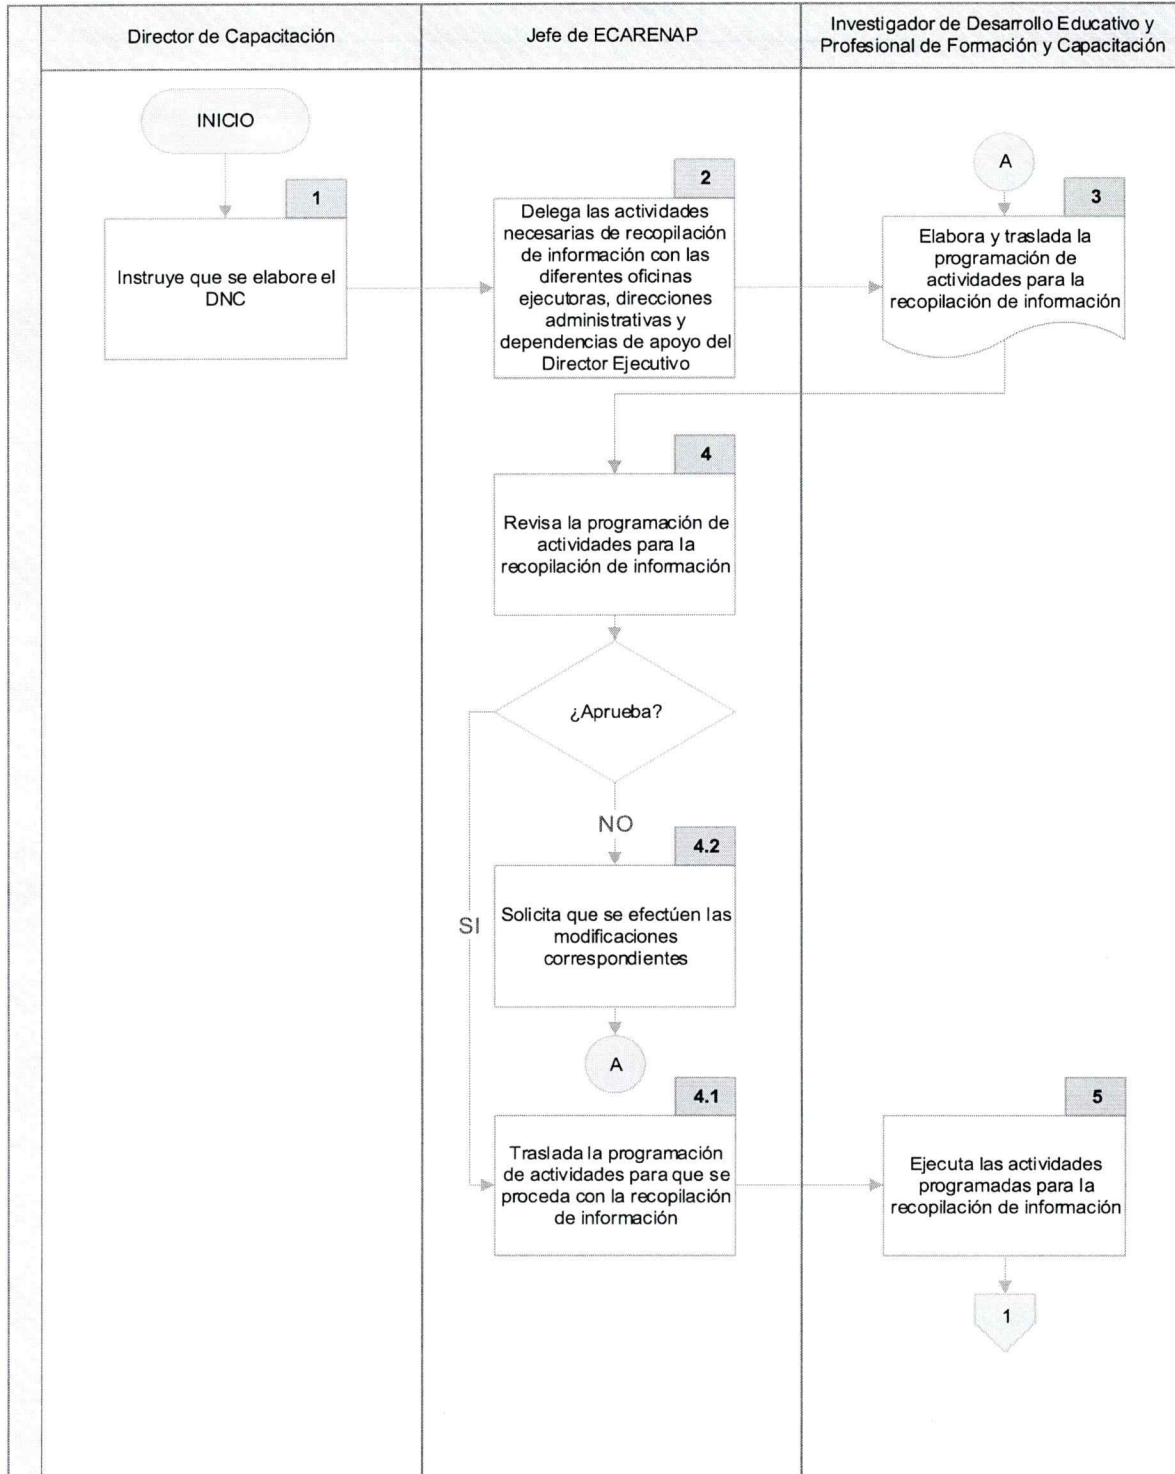 Director de Capacitación
Jefe de ECARENAP
Investigador de Desarrollo Educativo y
Profesional de Formación y Capacitación
INICIO
1
Instruye que se elabore el
DNC
2
Delega las actividades
necesarias de recopilación
de información con las
diferentes oficinas
ejecutoras, direcciones
administrativas y
dependencias de apoyo del
Director Ejecutivo
A
3
Elabora y traslada la
programación de
actividades para la
recopilación de información
4
Revisa la programación de
actividades para la
recopilación de información
¿Aprueba?
NO
SI
4.2
Solicita que se efectúen las
modificaciones
correspondientes
A
4.1
Traslada la programación
de actividades para que se
proceda con la recopilación
de información
5
Ejecuta las actividades
programadas para la
recopilación de información
1